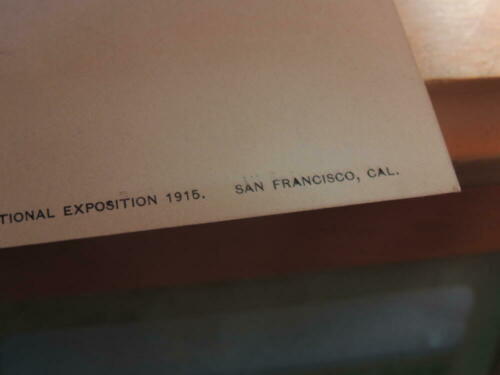 TIONAL EXPOSITION 1915. SAN FRANCISCO, CAL.